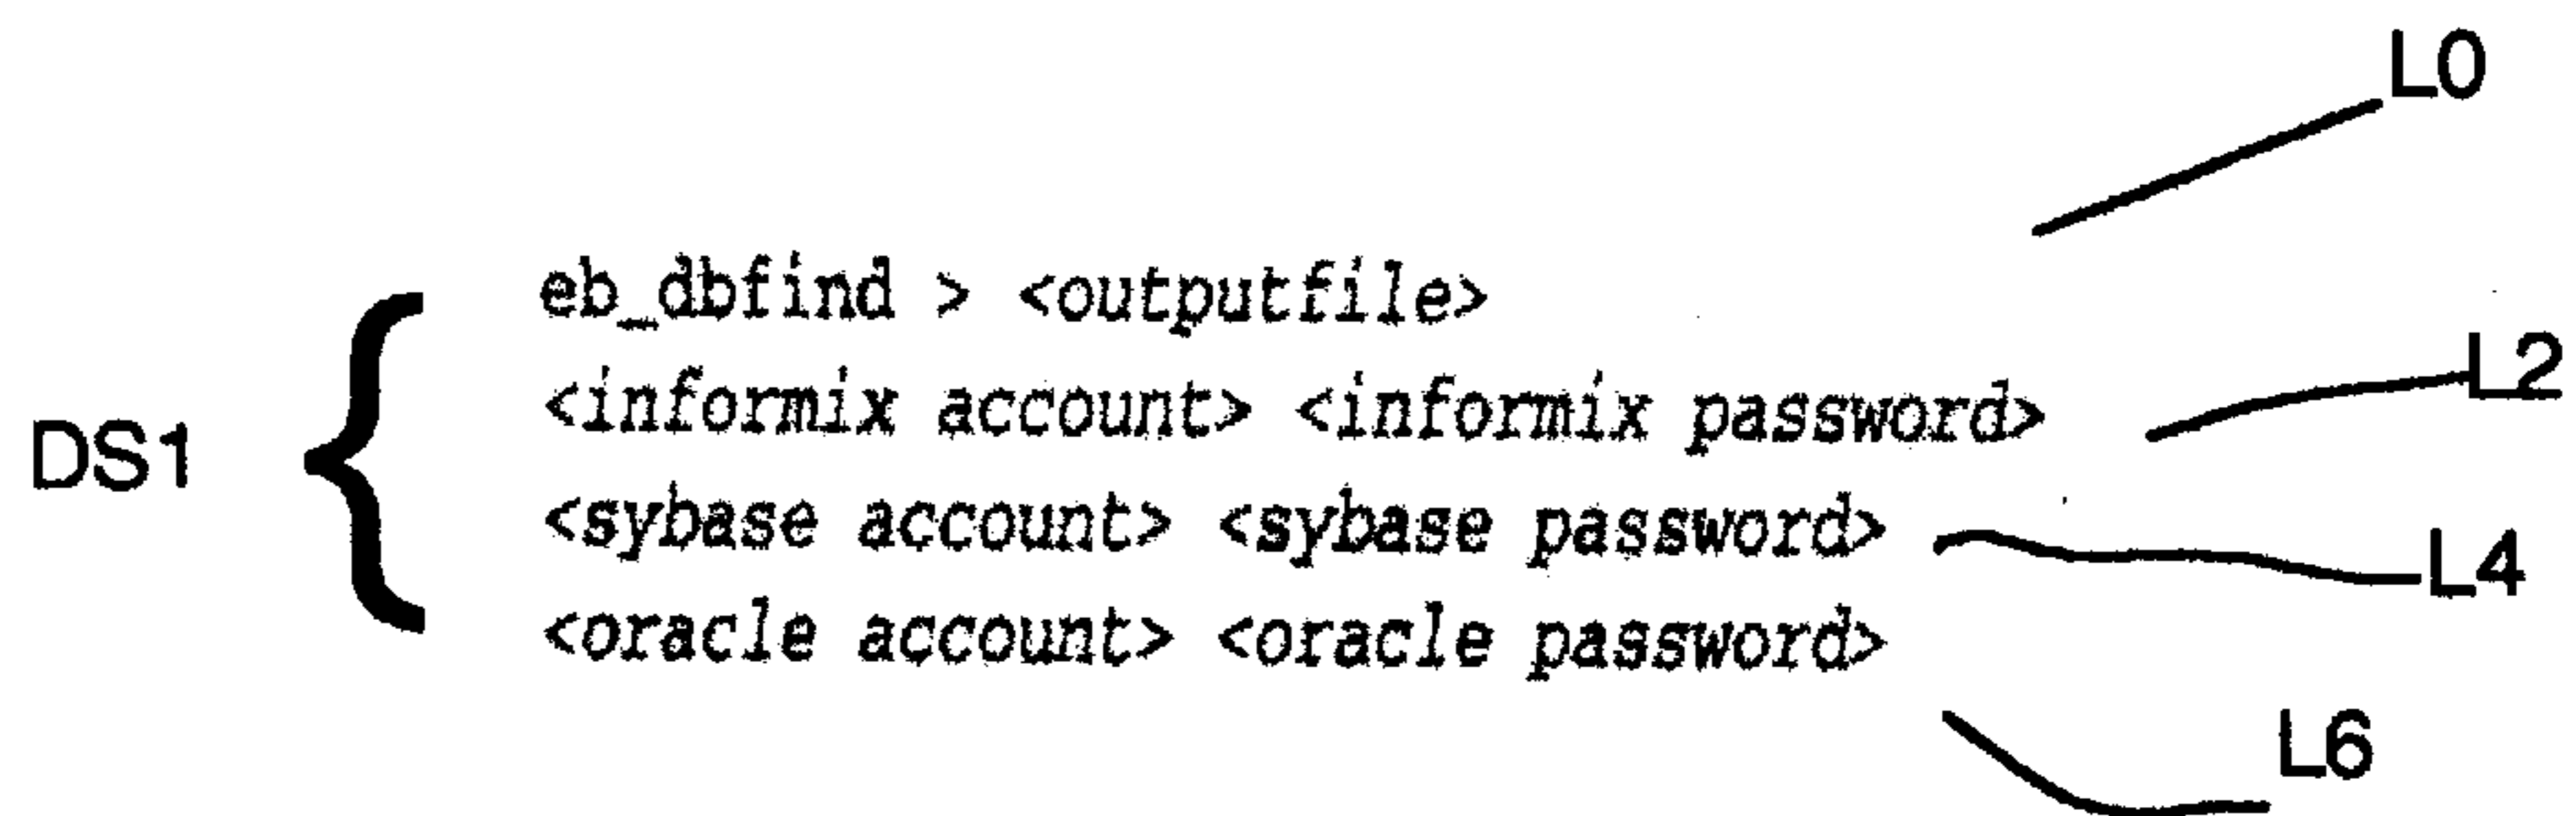 L0
eb_dbfind > <outputfile>
L2
<informix account> <informix password>
DS1
<sybase account> <sybase password>
L4
<oracle account> <oracle password>
L6